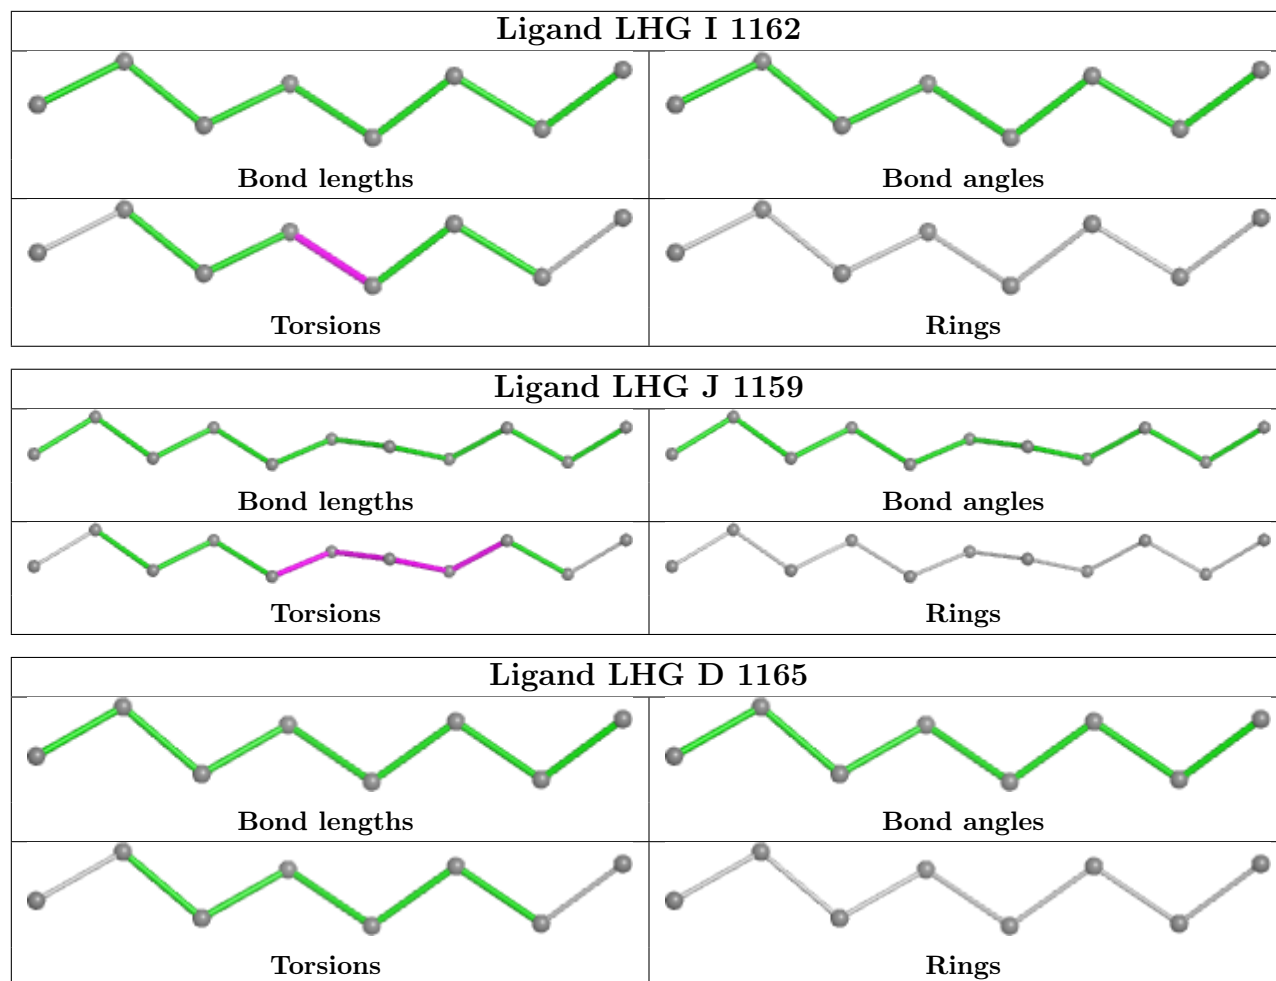 Ligand LHG I 1162
Bond lengths
Bond angles
Torsions
Rings
Ligand LHG J 1159
Bond lengths
Bond angles
Torsions
Rings
Ligand LHG D 1165
Bond lengths
Bond angles
Torsions
Rings